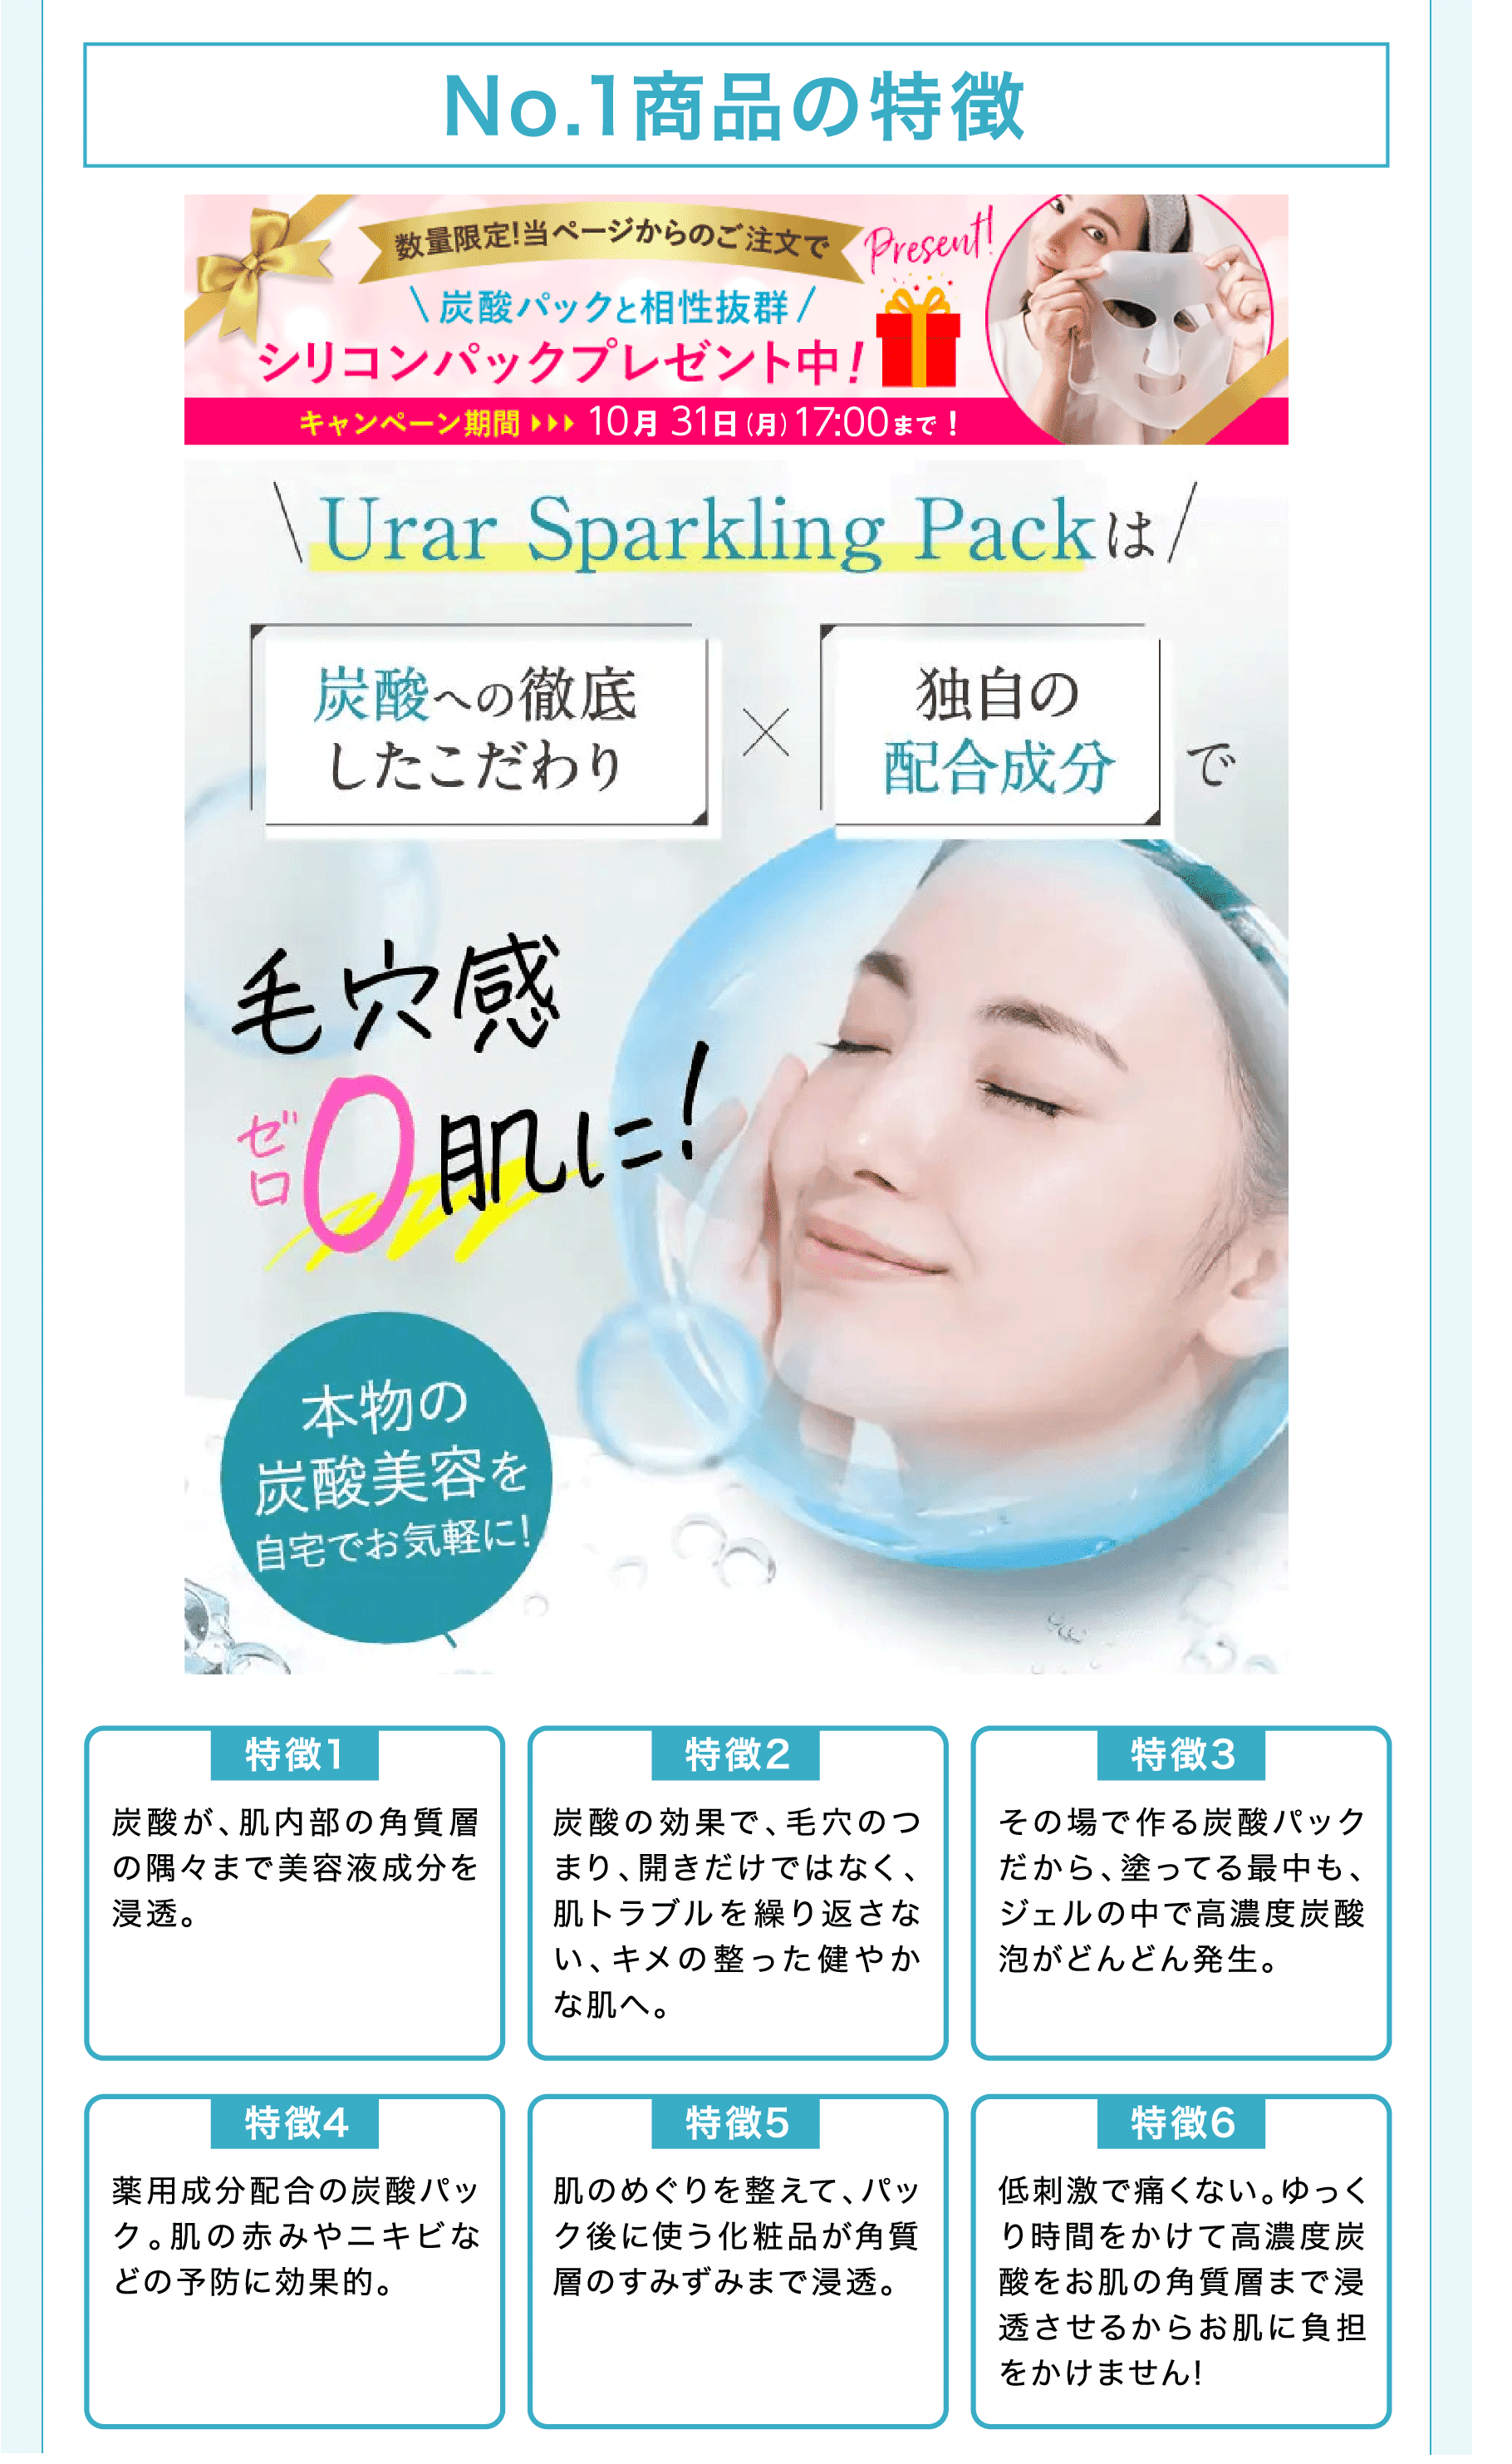 No.1商品の特徴
数量限定!当ページからのご注文で
Present!
\ 炭酸パックと相性抜群 /
シリコンパックプレゼント中!
キャンペーン期間 ▸▸▸ 10月31日(月)17:00まで!
\ Urar Sparkling Packは /
炭酸への徹底
したこだわり
×
独自の
配合成分
で
毛穴感
ゼロ
0肌に!
本物の
炭酸美容を
自宅でお気軽に!
特徴1
炭酸が、肌内部の角質層
の隅々まで美容液成分を
浸透。
特徴2
炭酸の効果で、毛穴のつ
まり、開きだけではなく、
肌トラブルを繰り返さな
い、キメの整った健やか
な肌へ。
特徴3
その場で作る炭酸パック
だから、塗ってる最中も、
ジェルの中で高濃度炭酸
泡がどんどん発生。
特徴4
薬用成分配合の炭酸パッ
ク。肌の赤みやニキビな
どの予防に効果的。
特徴5
肌のめぐりを整えて、パッ
ク後に使う化粧品が角質
層のすみずみまで浸透。
特徴6
低刺激で痛くない。ゆっく
り時間をかけて高濃度炭
酸をお肌の角質層まで浸
透させるからお肌に負担
をかけません!